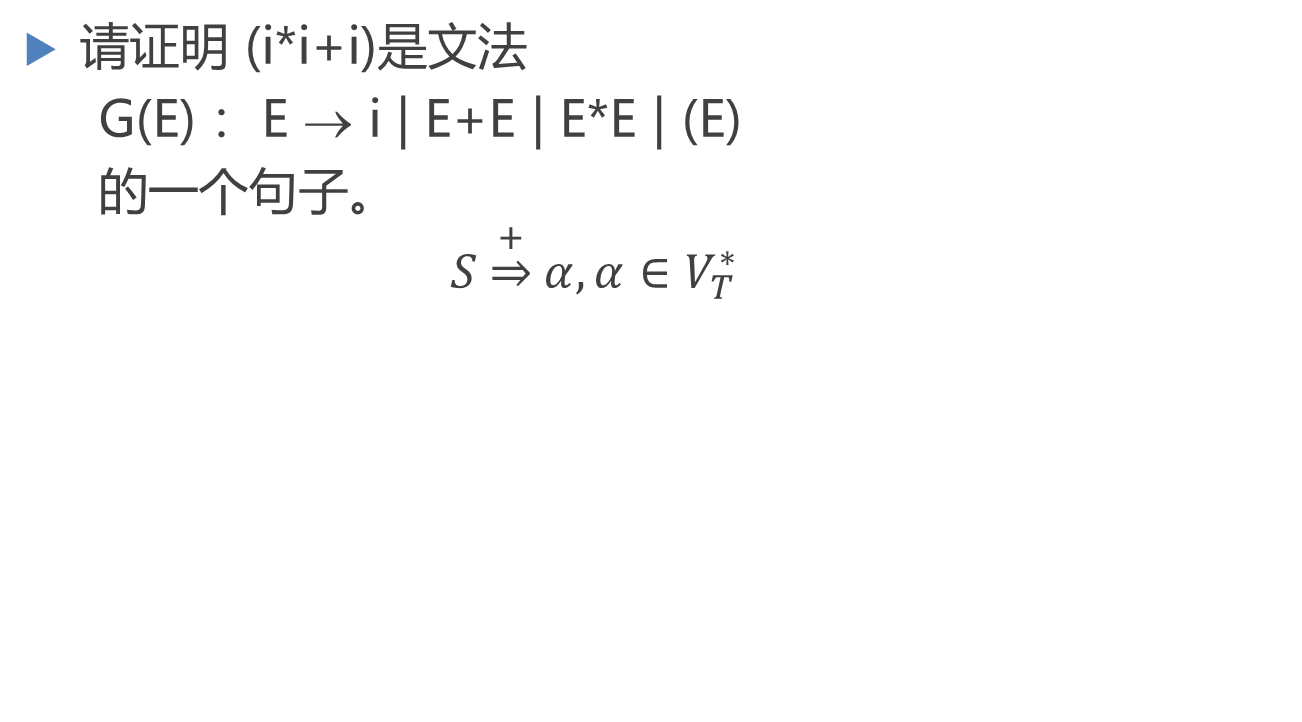 请证明 (i*i+i)是文法
G(E)： E → i | E+E | E*E | (E)
的一个句子。
S ⇒⁺ α, α ∈ V_T^*